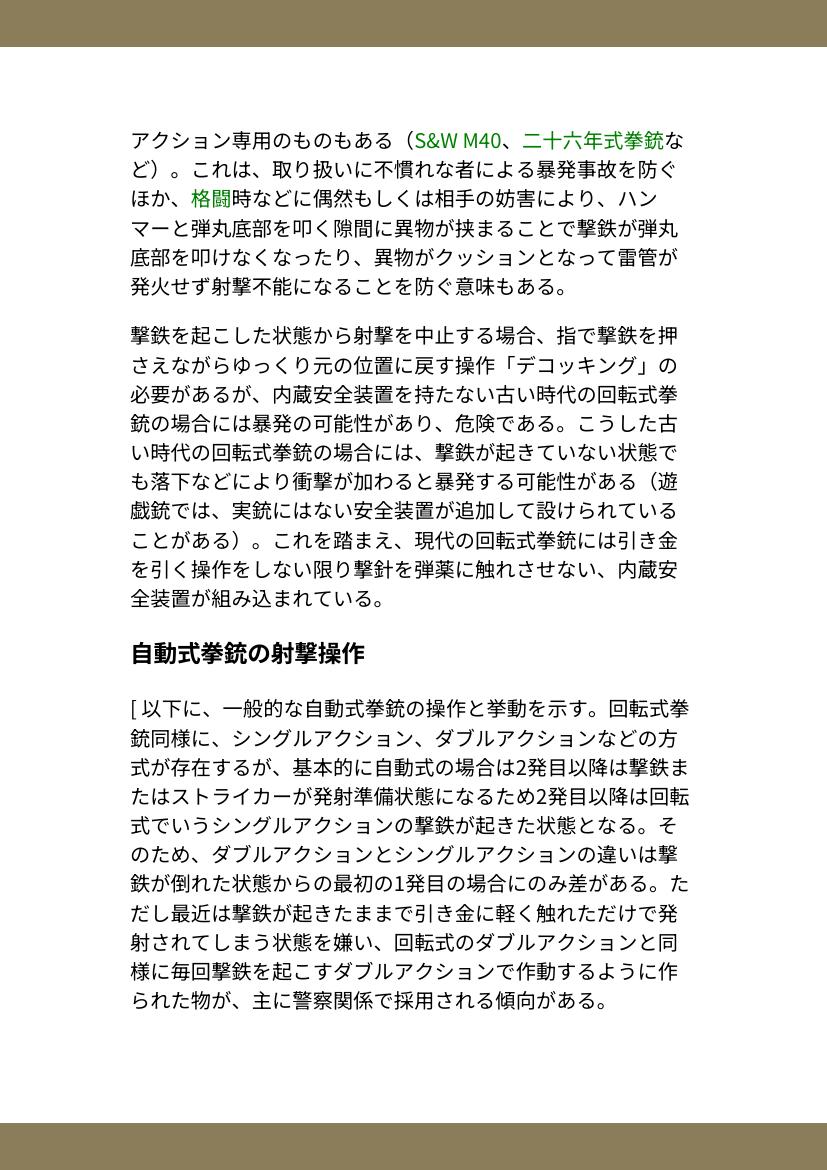 アクション専用のものもある（S&W M40、二十六年式拳銃な
ど）。これは、取り扱いに不慣れな者による暴発事故を防ぐ
ほか、格闘時などに偶然もしくは相手の妨害により、ハン
マーと弾丸底部を叩く隙間に異物が挟まることで撃鉄が弾丸
底部を叩けなくなったり、異物がクッションとなって雷管が
発火せず射撃不能になることを防ぐ意味もある。
撃鉄を起こした状態から射撃を中止する場合、指で撃鉄を押
さえながらゆっくり元の位置に戻す操作「デコッキング」の
必要があるが、内蔵安全装置を持たない古い時代の回転式拳
銃の場合には暴発の可能性があり、危険である。こうした古
い時代の回転式拳銃の場合には、撃鉄が起きていない状態で
も落下などにより衝撃が加わると暴発する可能性がある（遊
戯銃では、実銃にはない安全装置が追加して設けられている
ことがある）。これを踏まえ、現代の回転式拳銃には引き金
を引く操作をしない限り撃針を弾薬に触れさせない、内蔵安
全装置が組み込まれている。
自動式拳銃の射撃操作
[ 以下に、一般的な自動式拳銃の操作と挙動を示す。回転式拳
銃同様に、シングルアクション、ダブルアクションなどの方
式が存在するが、基本的に自動式の場合は2発目以降は撃鉄ま
たはストライカーが発射準備状態になるため2発目以降は回転
式でいうシングルアクションの撃鉄が起きた状態となる。そ
のため、ダブルアクションとシングルアクションの違いは撃
鉄が倒れた状態からの最初の1発目の場合にのみ差がある。た
だし最近は撃鉄が起きたままで引き金に軽く触れただけで発
射されてしまう状態を嫌い、回転式のダブルアクションと同
様に毎回撃鉄を起こすダブルアクションで作動するように作
られた物が、主に警察関係で採用される傾向がある。